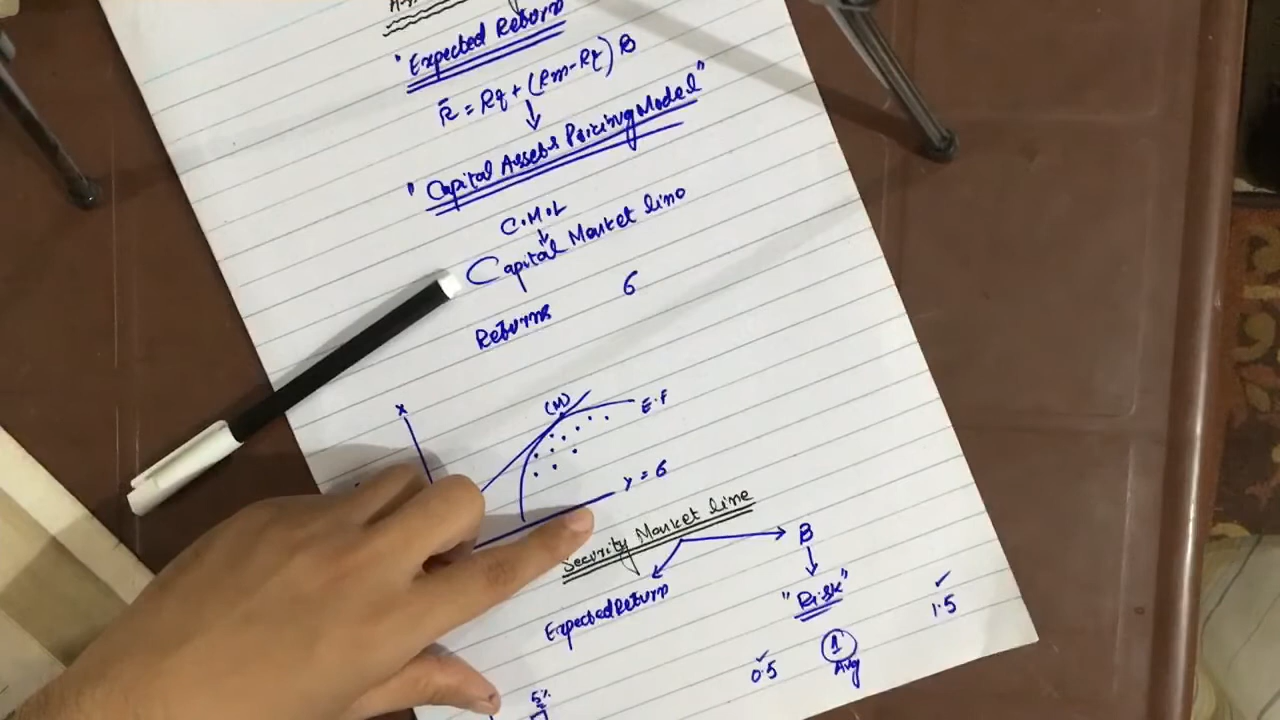 "Expected Return
R̄ = Rf + (Rm-Rf) B
"Capital Assets Pricing Model"
C.M.L
Capital Market line
Returns 6
X
(M)
E.F
y = 6
Security Market line
B
Expected Return
"Risk"
0.5
1
Avg
1.5
5%